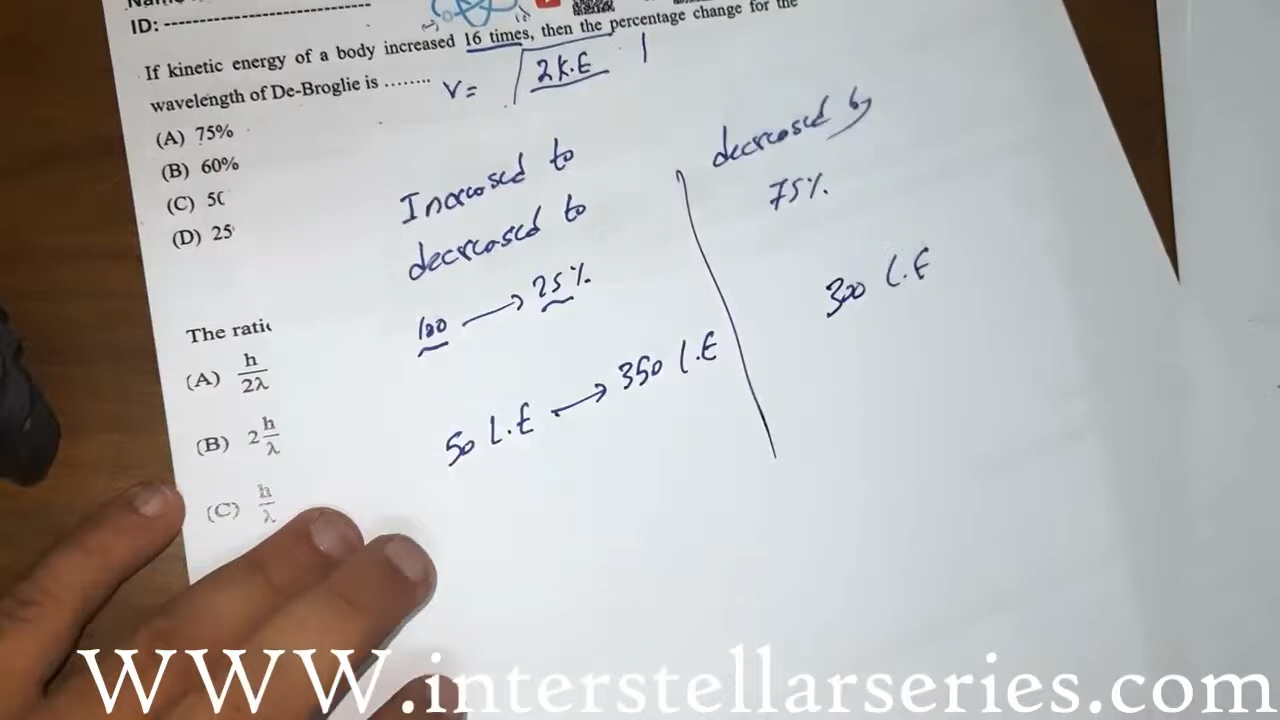 ID: --------------------------------
If kinetic energy of a body increased 16 times, then the percentage change for the
wavelength of De-Broglie is ........
V = √2K.E
(A) 75%
(B) 60%
(C) 50
(D) 25
Increased to
decreased to
100 → 25%
50 L.E → 350 L.E
decreased by
75%
300 L.E
The ratio
(A) h/2λ
(B) 2 h/λ
(C) h/λ
WWW.interstellarseries.com